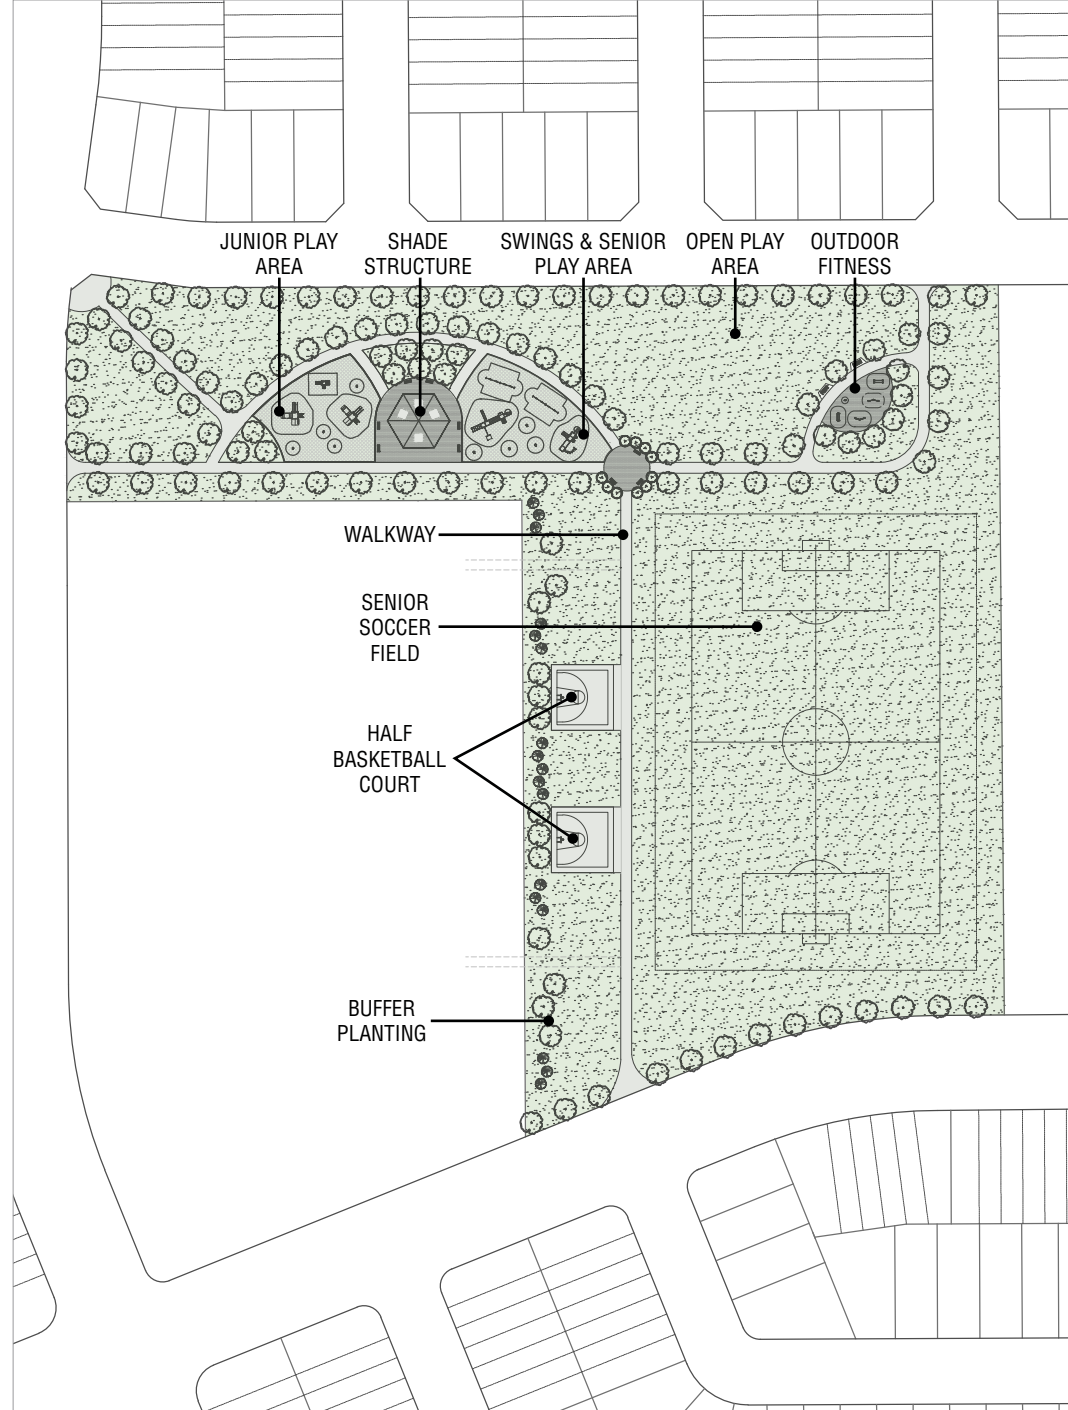 JUNIOR PLAY
AREA
SHADE
STRUCTURE
SWINGS & SENIOR
PLAY AREA
OPEN PLAY
AREA
OUTDOOR
FITNESS
WALKWAY
SENIOR
SOCCER
FIELD
HALF
BASKETBALL
COURT
BUFFER
PLANTING